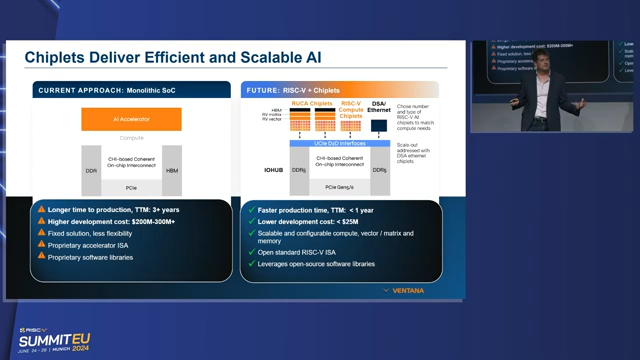 Chiplets Deliver Efficient and Scalable AI
CURRENT APPROACH: Monolithic SoC
AI Accelerator
Compute
DDR
CHI-based Coherent
On-chip Interconnect
HBM
PCIe
Longer time to production, TTM: 3+ years
Higher development cost: $200M-300M+
Fixed solution, less flexibility
Proprietary accelerator ISA
Proprietary software libraries
FUTURE: RISC-V + Chiplets
RUCA Chiplets
RISC-V
Compute
Chiplets
DSA/
Ethernet
HBM
RV matrix
RV vector
Chose number
and type of
RISC-V AI
chiplets to match
compute needs
UCIe D2D Interfaces
IOHUB
DDR5
CHI-based Coherent
On-chip Interconnect
DDR5
PCIe Gen5/6
Scale-out
addressed with
DSA ethernet
chiplets
Faster production time, TTM: < 1 year
Lower development cost: < $25M
Scalable and configurable compute, vector / matrix and
memory
Open standard RISC-V ISA
Leverages open-source software libraries
VENTANA
Higher development cost: $200M-300M+
Fixed solution, less flexibility
Proprietary software
RISC-V
SUMMIT EU
JUNE 24 - 28 | MUNICH
2024